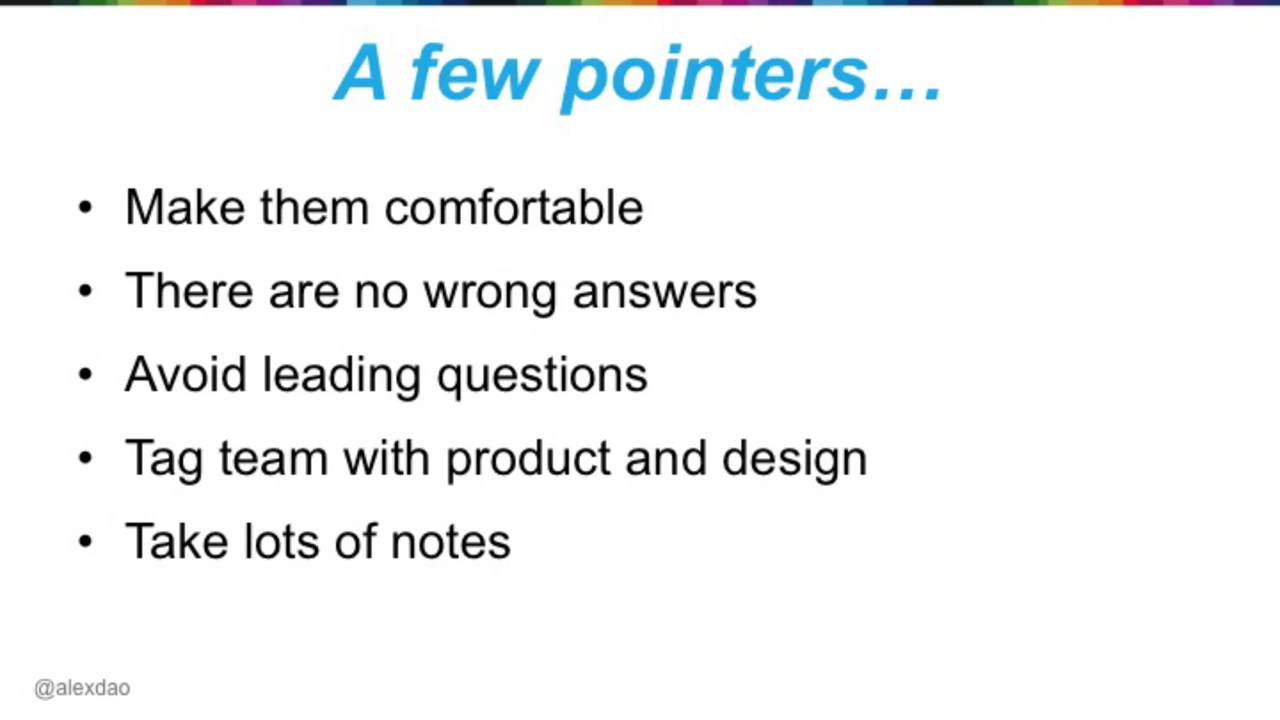 A few pointers…
• Make them comfortable
• There are no wrong answers
• Avoid leading questions
• Tag team with product and design
• Take lots of notes
@alexdao